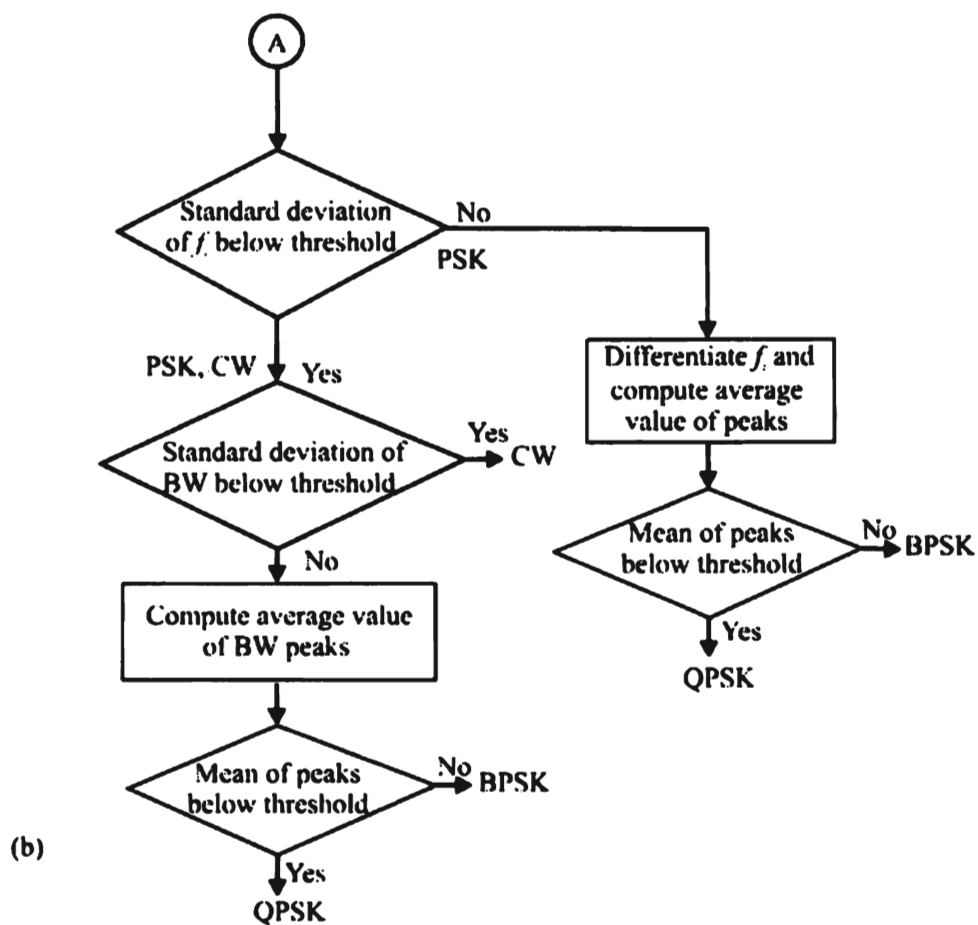 A
Standard deviation
of f. below threshold
No
PSK
PSK, CW
Yes
Differentiate f. and
compute average
value of peaks
Standard deviation of
BW below threshold
Yes
CW
No
Mean of peaks
below threshold
No
BPSK
Yes
QPSK
Compute average value
of BW peaks
Mean of peaks
below threshold
No
BPSK
(b)
Yes
QPSK